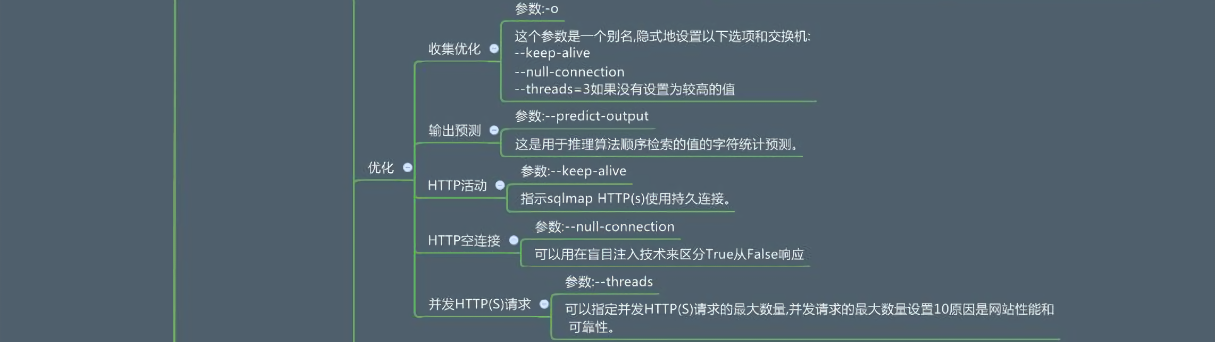 优化
收集优化
参数:-o
这个参数是一个别名,隐式地设置以下选项和交换机:
--keep-alive
--null-connection
--threads=3如果没有设置为较高的值
输出预测
参数:--predict-output
这是用于推理算法顺序检索的值的字符统计预测。
HTTP活动
参数:--keep-alive
指示sqlmap HTTP(s)使用持久连接。
HTTP空连接
参数:--null-connection
可以用在盲目注入技术来区分True从False响应
并发HTTP(S)请求
参数:--threads
可以指定并发HTTP(S)请求的最大数量,并发请求的最大数量设置10原因是网站性能和
可靠性。